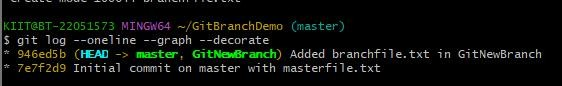 KIIT@BT-22051573 MINGW64 ~/GitBranchDemo (master)
$ git log --oneline --graph --decorate
* 946ed5b (HEAD -> master, GitNewBranch) Added branchfile.txt in GitNewBranch
* 7e7f2d9 Initial commit on master with masterfile.txt